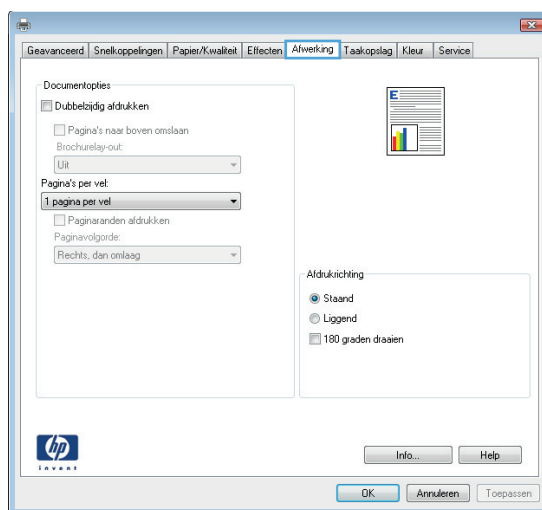 Geavanceerd Snelkoppelingen Papier/Kwaliteit Effecten Afwerking Taakopslag Kleur Service
Documentopties
Dubbelzijdig afdrukken
Pagina's naar boven omslaan
Brochurelay-out:
Uit
Pagina's per vel:
1 pagina per vel
Paginaranden afdrukken
Paginavolgorde:
Rechts, dan omlaag
E
Afdrukrichting
Staand
Liggend
180 graden draaien
hp
invent
Info... Help
OK Annuleren Toepassen